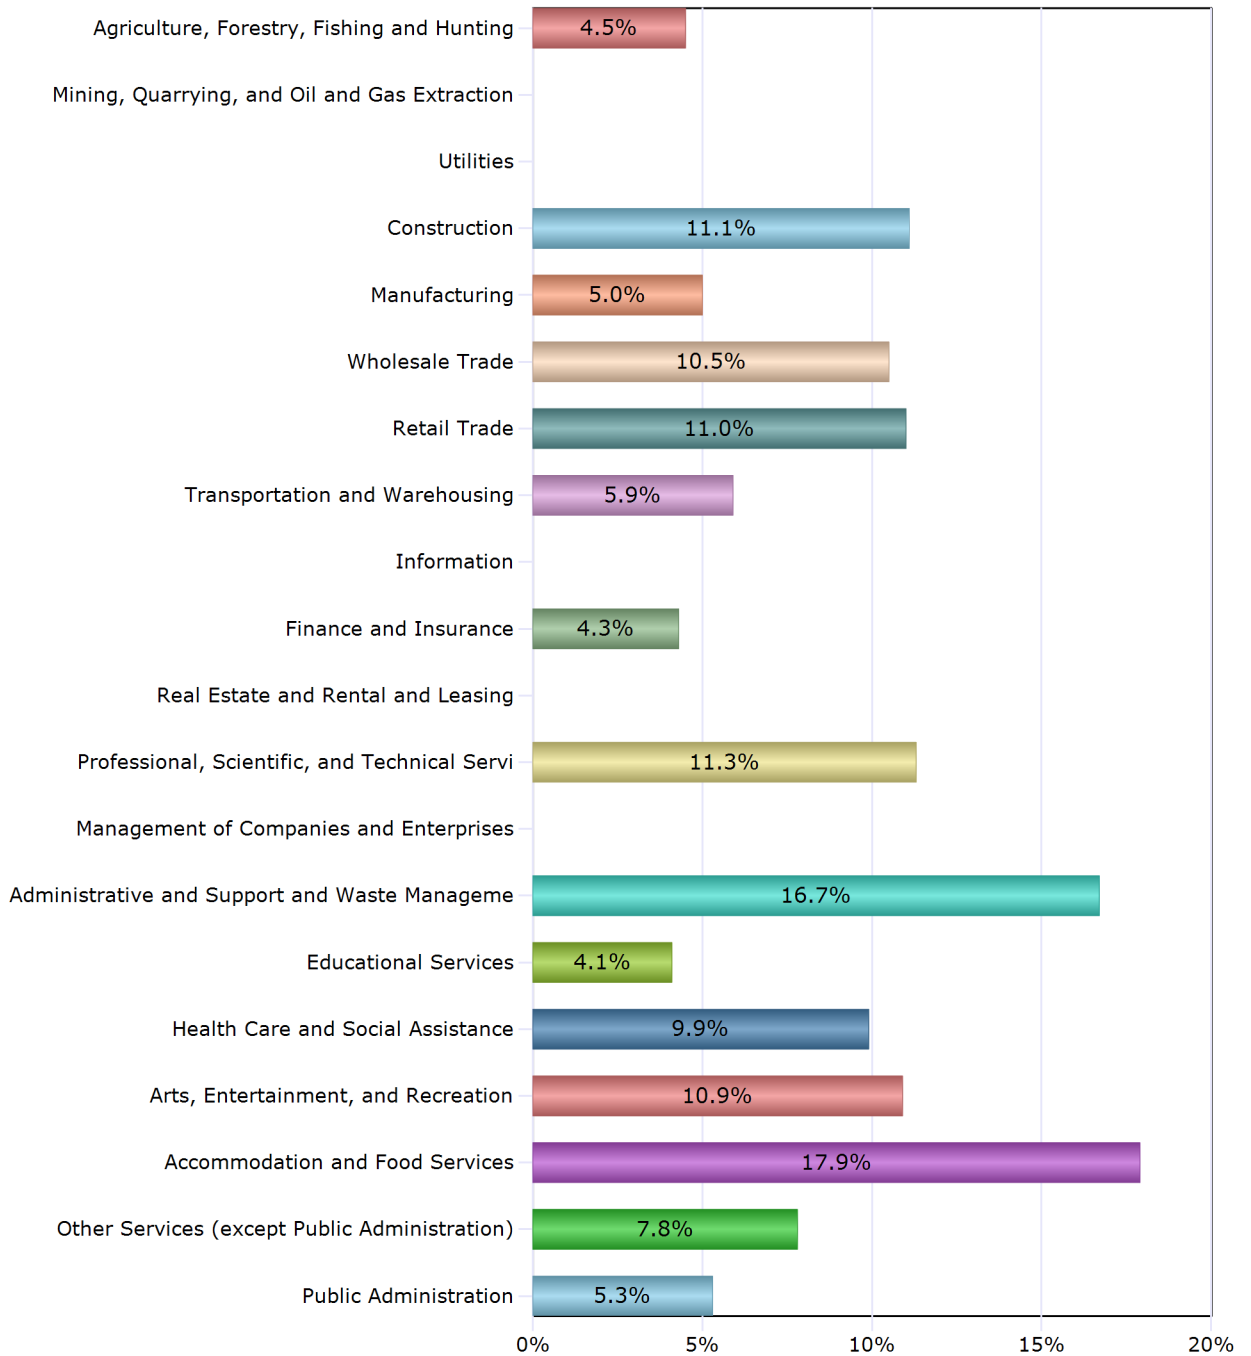 Agriculture, Forestry, Fishing and Hunting 4.5%
Mining, Quarrying, and Oil and Gas Extraction
Utilities
Construction 11.1%
Manufacturing 5.0%
Wholesale Trade 10.5%
Retail Trade 11.0%
Transportation and Warehousing 5.9%
Information
Finance and Insurance 4.3%
Real Estate and Rental and Leasing
Professional, Scientific, and Technical Servi 11.3%
Management of Companies and Enterprises
Administrative and Support and Waste Manageme 16.7%
Educational Services 4.1%
Health Care and Social Assistance 9.9%
Arts, Entertainment, and Recreation 10.9%
Accommodation and Food Services 17.9%
Other Services (except Public Administration) 7.8%
Public Administration 5.3%
0% 5% 10% 15% 20%